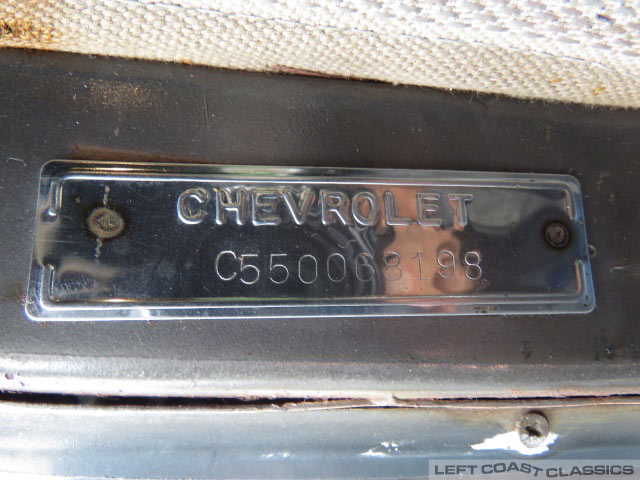 CHEVROLET
C550068198
LEFT COAST CLASSICS